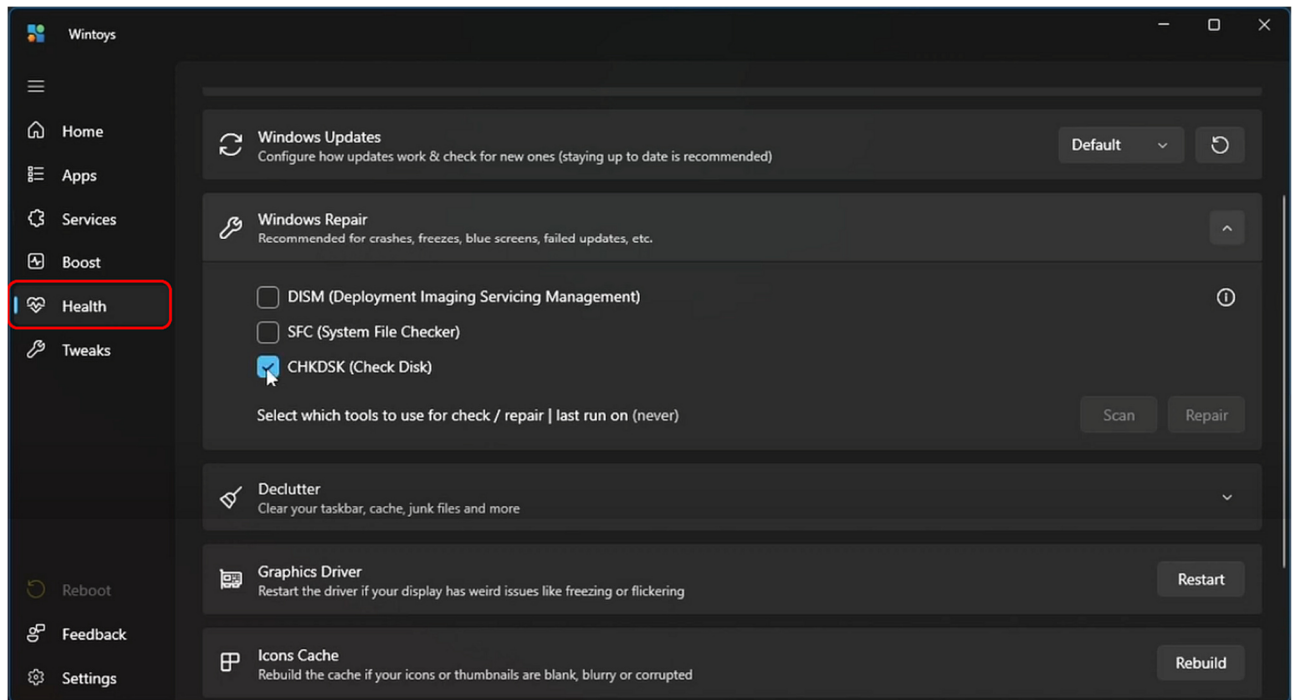 Wintoys
Home
Apps
Services
Boost
Health
Tweaks
Reboot
Feedback
Settings
Windows Updates
Configure how updates work & check for new ones (staying up to date is recommended)
Default
Windows Repair
Recommended for crashes, freezes, blue screens, failed updates, etc.
DISM (Deployment Imaging Servicing Management)
SFC (System File Checker)
CHKDSK (Check Disk)
Select which tools to use for check / repair | last run on (never)
Scan
Repair
Declutter
Clear your taskbar, cache, junk files and more
Graphics Driver
Restart the driver if your display has weird issues like freezing or flickering
Restart
Icons Cache
Rebuild the cache if your icons or thumbnails are blank, blurry or corrupted
Rebuild